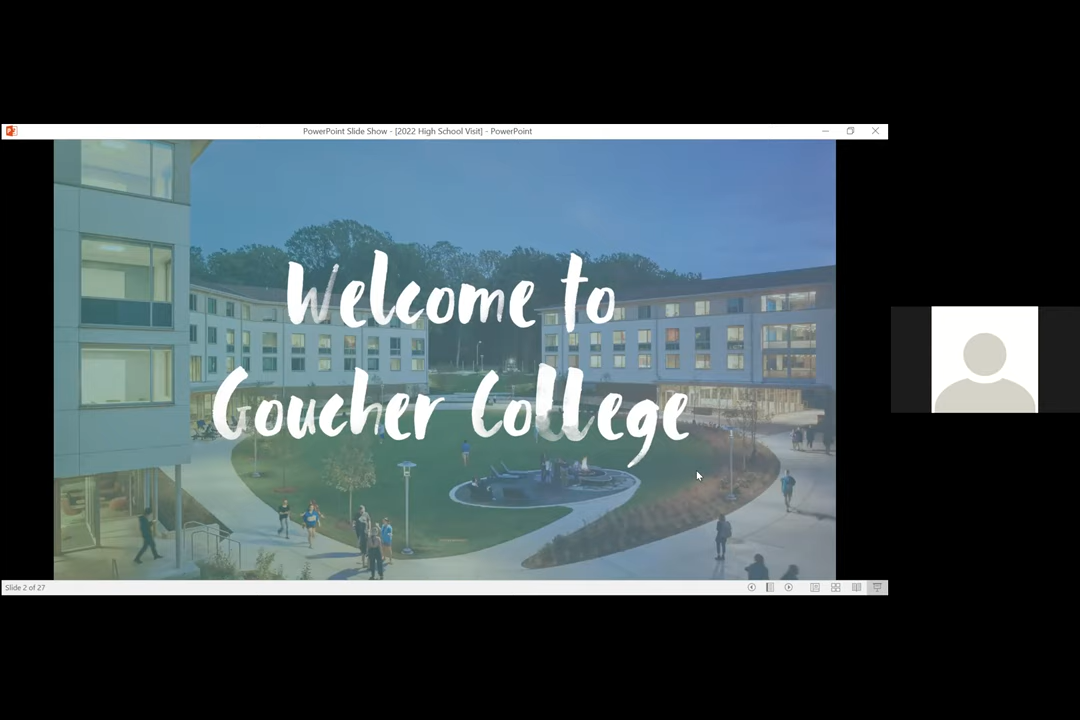 PowerPoint Slide Show - [2022 High School Visit] - PowerPoint
Welcome to
Goucher College
Slide 2 of 27